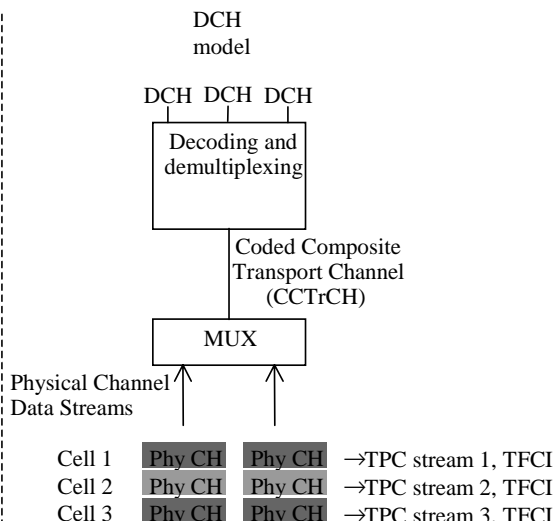 DCH
model
DCH DCH DCH
Decoding and
demultiplexing
Coded Composite
Transport Channel
(CCTrCH)
MUX
Physical Channel
Data Streams
Cell 1 Phy CH Phy CH →TPC stream 1, TFCI
Cell 2 Phy CH Phy CH →TPC stream 2, TFCI
Cell 3 Phy CH Phy CH →TPC stream 3, TFCI